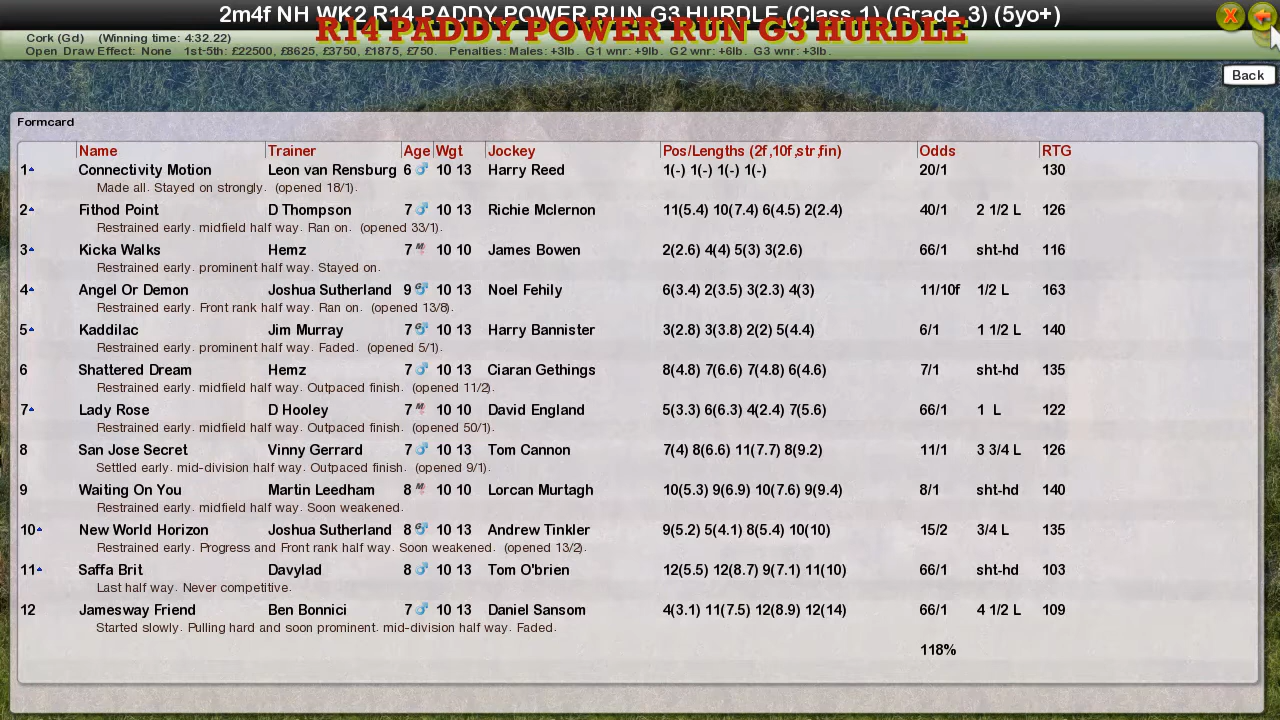 2m4f NH WK2 R14 PADDY POWER RUN G3 HURDLE (Class 1) (Grade 3) (5yo+)
R14 PADDY POWER RUN G3 HURDLE
Cork (Gd) (Winning time: 4:32.22)
Open Draw Effect: None 1st-5th: £22500, £8625, £3750, £1875, £750. Penalties: Males: +3lb. G1 wnr: +9lb. G2 wnr: +6lb. G3 wnr: +3lb.
Back
Formcard
Name Trainer Age Wgt Jockey Pos/Lengths (2f,10f,str,fin) Odds RTG
1 Connectivity Motion Leon van Rensburg 6 10 13 Harry Reed 1(-) 1(-) 1(-) 1(-) 20/1 130
Made all. Stayed on strongly. (opened 18/1).
2 Fithod Point D Thompson 7 10 13 Richie Mclernon 11(5.4) 10(7.4) 6(4.5) 2(2.4) 40/1 2 1/2 L 126
Restrained early. midfield half way. Ran on. (opened 33/1).
3 Kicka Walks Hemz 7 M 10 10 James Bowen 2(2.6) 4(4) 5(3) 3(2.6) 66/1 sht-hd 116
Restrained early. prominent half way. Stayed on.
4 Angel Or Demon Joshua Sutherland 9 G 10 13 Noel Fehily 6(3.4) 2(3.5) 3(2.3) 4(3) 11/10f 1/2 L 163
Restrained early. Front rank half way. Ran on. (opened 13/8).
5 Kaddilac Jim Murray 7 G 10 13 Harry Bannister 3(2.8) 3(3.8) 2(2) 5(4.4) 6/1 1 1/2 L 140
Restrained early. prominent half way. Faded. (opened 5/1).
6 Shattered Dream Hemz 7 G 10 13 Ciaran Gethings 8(4.8) 7(6.6) 7(4.8) 6(4.6) 7/1 sht-hd 135
Restrained early. midfield half way. Outpaced finish. (opened 11/2).
7 Lady Rose D Hooley 7 M 10 10 David England 5(3.3) 6(6.3) 4(2.4) 7(5.6) 66/1 1 L 122
Restrained early. midfield half way. Outpaced finish. (opened 50/1).
8 San Jose Secret Vinny Gerrard 7 10 13 Tom Cannon 7(4) 8(6.6) 11(7.7) 8(9.2) 11/1 3 3/4 L 126
Settled early. mid-division half way. Outpaced finish. (opened 9/1).
9 Waiting On You Martin Leedham 8 M 10 10 Lorcan Murtagh 10(5.3) 9(6.9) 10(7.6) 9(9.4) 8/1 sht-hd 140
Restrained early. midfield half way. Soon weakened.
10 New World Horizon Joshua Sutherland 8 G 10 13 Andrew Tinkler 9(5.2) 5(4.1) 8(5.4) 10(10) 15/2 3/4 L 135
Restrained early. Progress and Front rank half way. Soon weakened. (opened 13/2).
11 Saffa Brit Davylad 8 10 13 Tom O'brien 12(5.5) 12(8.7) 9(7.1) 11(10) 66/1 sht-hd 103
Last half way. Never competitive.
12 Jamesway Friend Ben Bonnici 7 10 13 Daniel Sansom 4(3.1) 11(7.5) 12(8.9) 12(14) 66/1 4 1/2 L 109
Started slowly. Pulling hard and soon prominent. mid-division half way. Faded.
118%